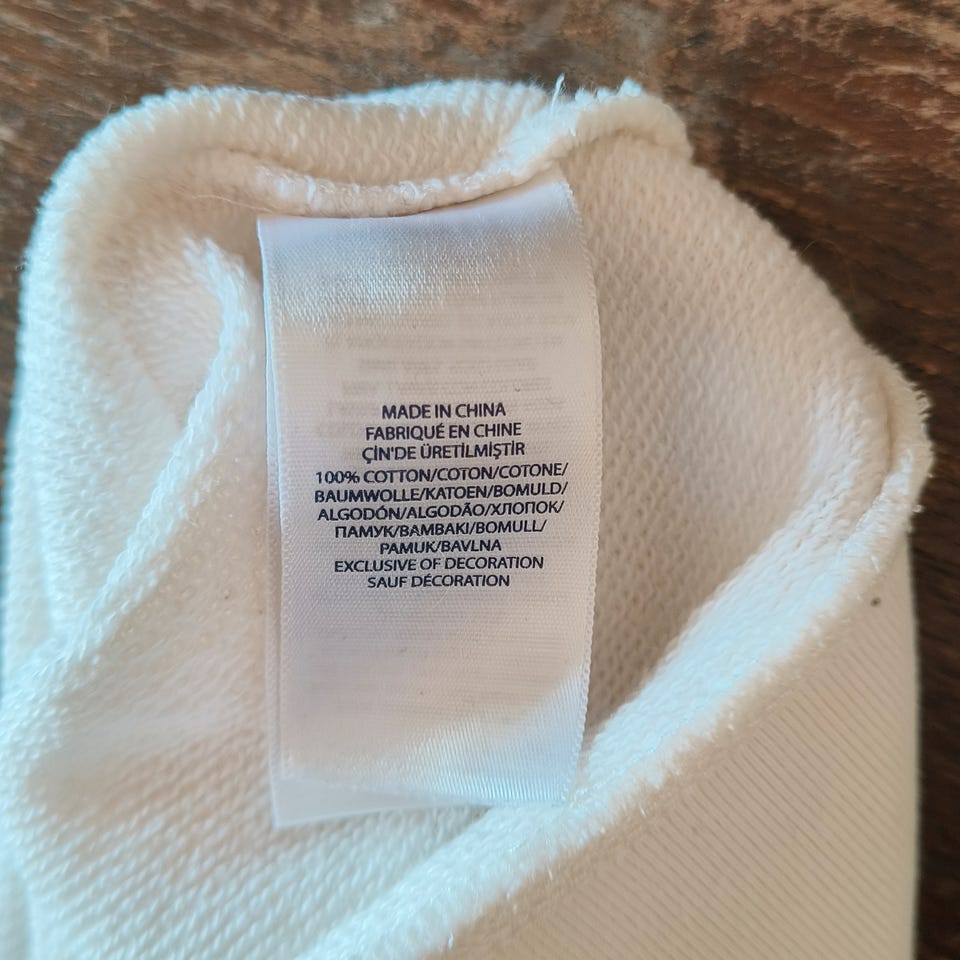 MADE IN CHINA
FABRIQUÉ EN CHINE
ÇİN'DE ÜRETİLMİŞTİR
100% COTTON/COTON/COTONE/
BAUMWOLLE/KATOEN/BOMULD/
ALGODÓN/ALGODÃO/ХЛОПОК/
ПАМУК/BAMBAKI/BOMULL/
PAMUK/BAVLNA
EXCLUSIVE OF DECORATION
SAUF DÉCORATION